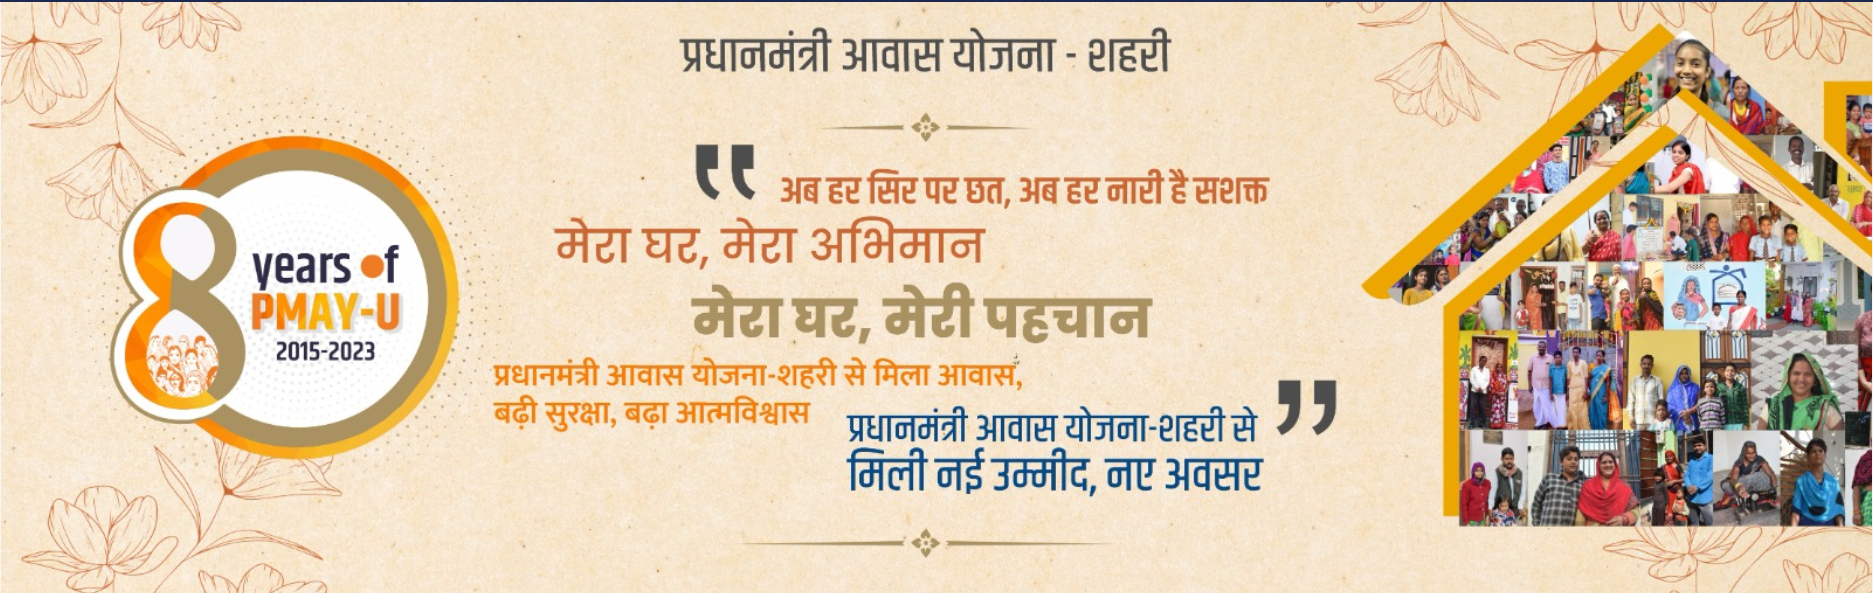 प्रधानमंत्री आवास योजना - शहरी
8 years of
PMAY-U
2015-2023
" अब हर सिर पर छत, अब हर नारी है सशक्त
मेरा घर, मेरा अभिमान
मेरा घर, मेरी पहचान
प्रधानमंत्री आवास योजना-शहरी से मिला आवास,
बढ़ी सुरक्षा, बढ़ा आत्मविश्वास
प्रधानमंत्री आवास योजना-शहरी से "
मिली नई उम्मीद, नए अवसर